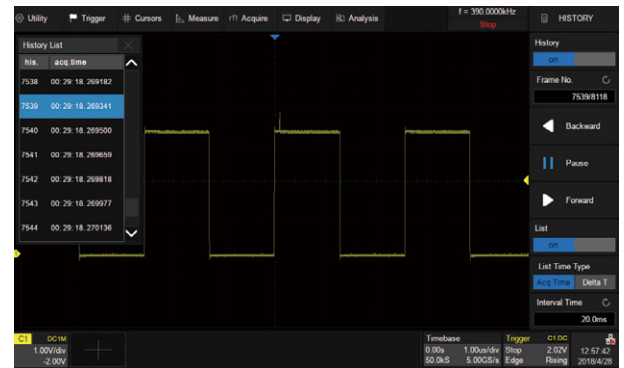 Utility Trigger Cursors Measure Acquire Display Analysis f = 390.0000kHz HISTORY
Stop
History List
his. acq.time
7538 00: 29: 18. 269182
7539 00: 29: 18. 269341
7540 00: 29: 18. 269500
7541 00: 29: 18. 269659
7542 00: 29: 18. 269818
7543 00: 29: 18. 269977
7544 00: 29: 18. 270136
History
on
Frame No.
7539/8118
Backward
Pause
Forward
List
on
List Time Type
Acq Time Delta T
Interval Time
20.0ms
C1 DC1M
1.00V/div
-2.00V
Timebase
0.00s 1.00us/div
50.0kS 5.00GS/s
Trigger C1 DC
Stop 2.02V
Edge Rising
12:57:42
2018/4/28